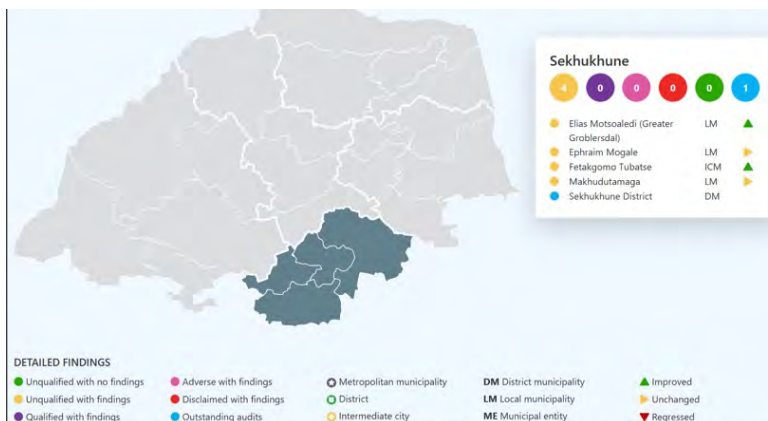 Sekhukhune
4 0 0 0 0 1
Elias Motsoaledi (Greater LM
Groblersdal)
Ephraim Mogale LM
Fetakgomo Tubatse ICM
Makhudutamaga LM
Sekhukhune District DM
DETAILED FINDINGS
Unqualified with no findings Adverse with findings Metropolitan municipality DM District municipality Improved
Unqualified with findings Disclaimed with findings District LM Local municipality Unchanged
Qualified with findings Outstanding audits Intermediate city ME Municipal entity Regressed